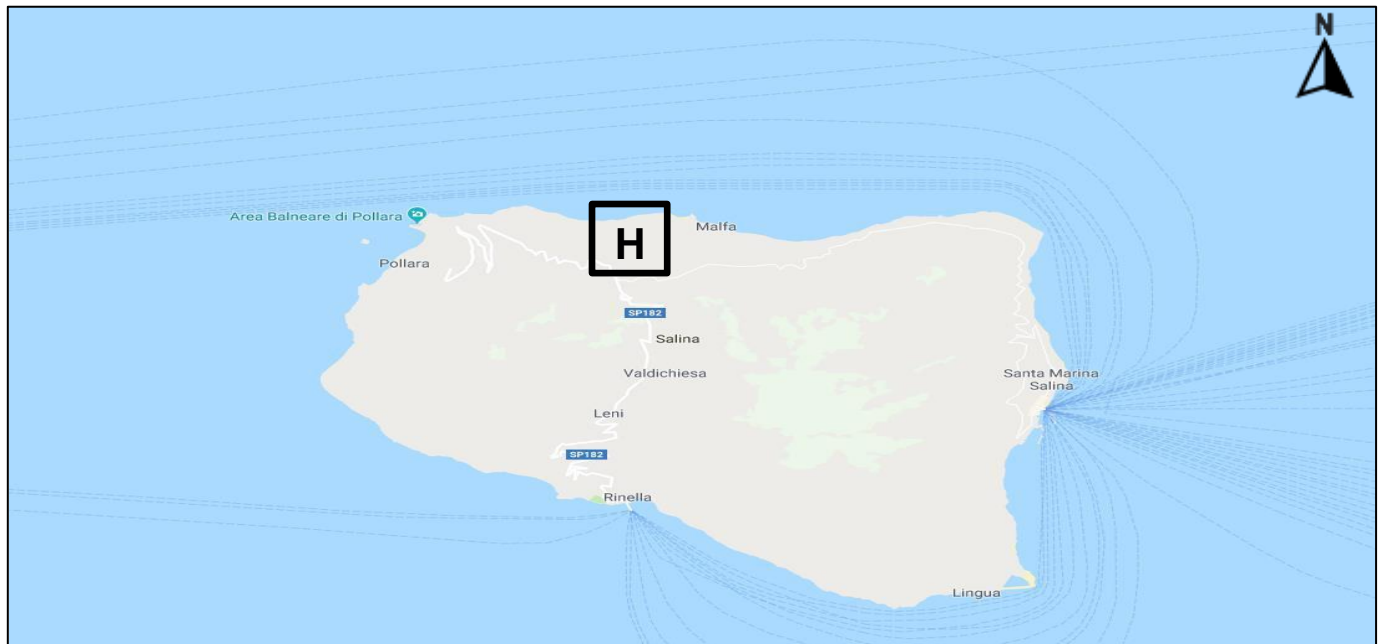 N
Area Balneare di Pollara
H
Malfa
Pollara
SP182
Salina
Valdichiesa
Santa Marina
Salina
Leni
SP182
Rinella
Lingua